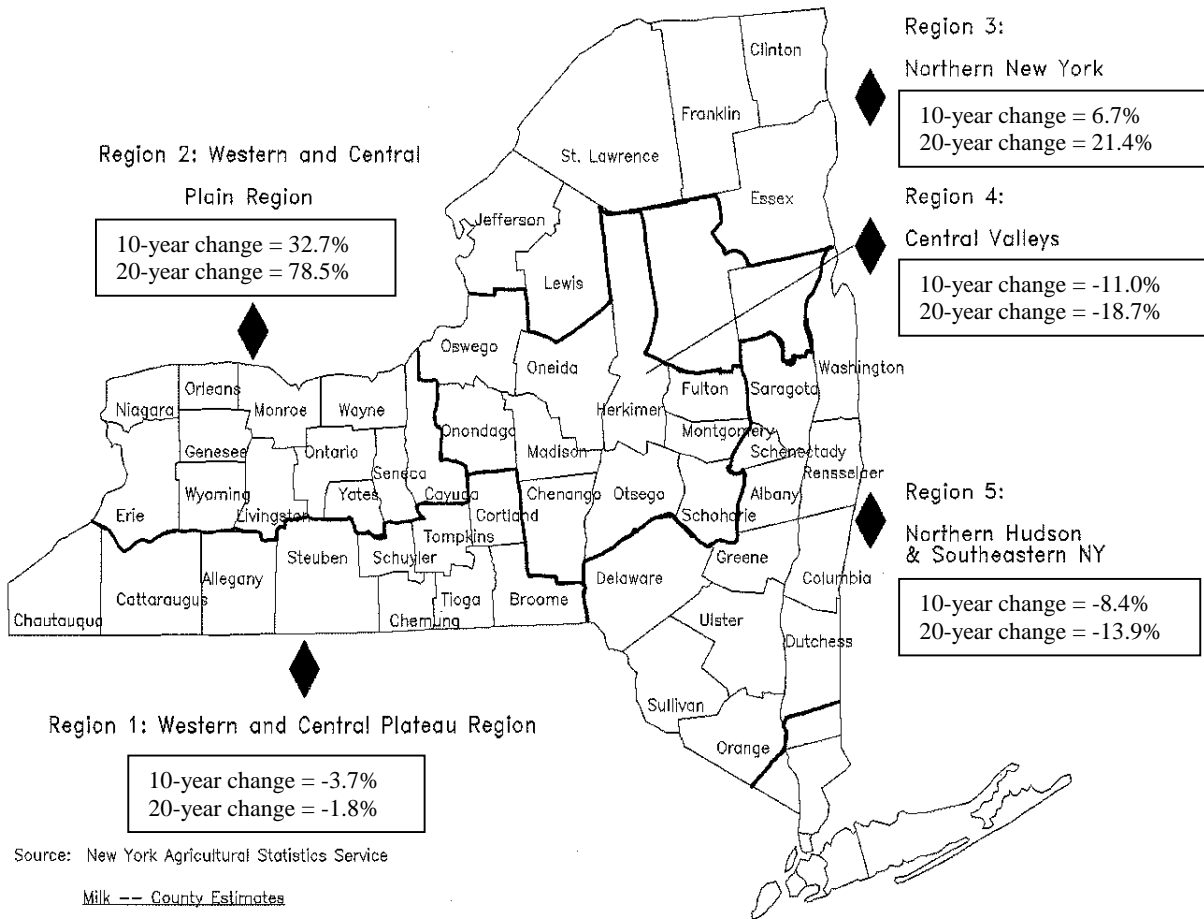 Region 3:
Northern New York
10-year change = 6.7%
20-year change = 21.4%
Region 4:
Central Valleys
10-year change = -11.0%
20-year change = -18.7%
Region 5:
Northern Hudson
& Southeastern NY
10-year change = -8.4%
20-year change = -13.9%
Region 2: Western and Central
Plain Region
10-year change = 32.7%
20-year change = 78.5%
Clinton
Franklin
St. Lawrence
Essex
Jefferson
Lewis
Oswego
Oneida
Herkimer
Fulton
Saragota
Washington
Niagara
Orleans
Monroe
Wayne
Onondaga
Madison
Montgomery
Schenectady
Rensselaer
Genesee
Ontario
Seneca
Cayuga
Erie
Wyoming
Livingston
Yates
Cortland
Chenango
Otsego
Schoharie
Albany
Tompkins
Chautauqua
Cattaraugus
Allegany
Steuben
Schuyler
Chemung
Tioga
Broome
Delaware
Greene
Columbia
Ulster
Dutchess
Sullivan
Orange
Region 1: Western and Central Plateau Region
10-year change = -3.7%
20-year change = -1.8%
Source: New York Agricultural Statistics Service
Milk -- County Estimates